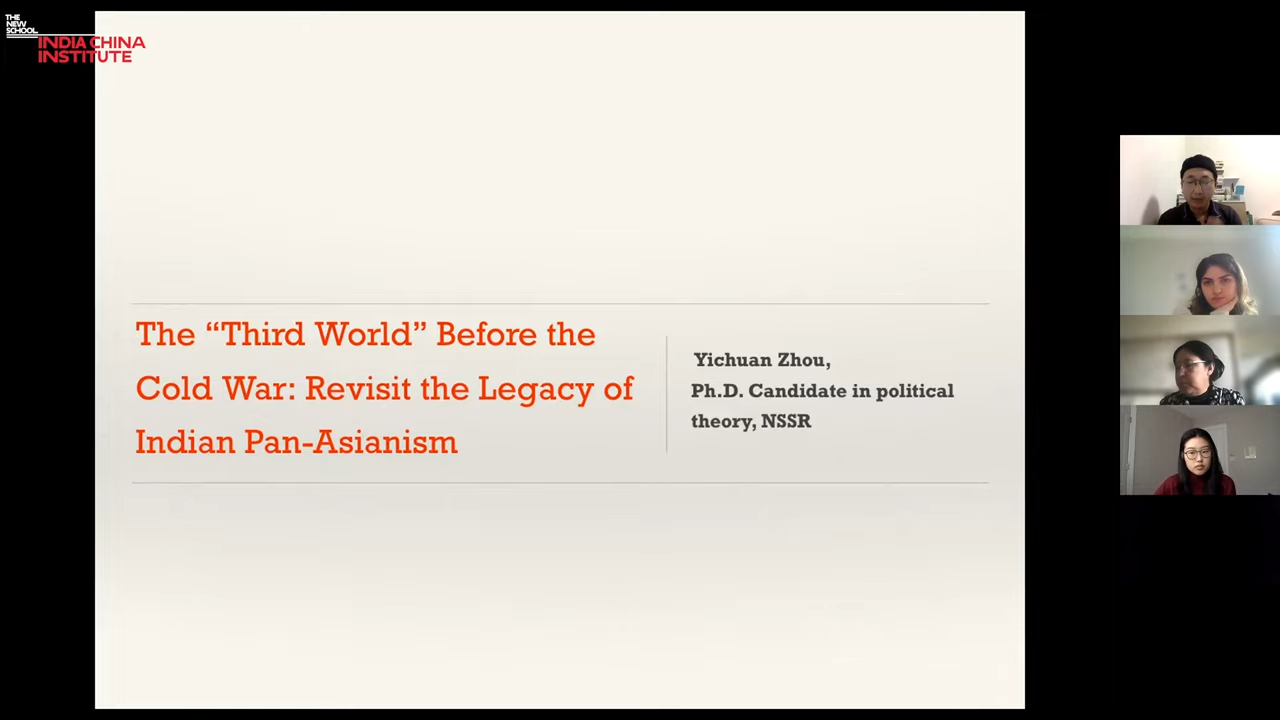 THE
NEW
SCHOOL
INDIA CHINA
INSTITUTE
The “Third World” Before the
Cold War: Revisit the Legacy of
Indian Pan-Asianism
Yichuan Zhou,
Ph.D. Candidate in political
theory, NSSR